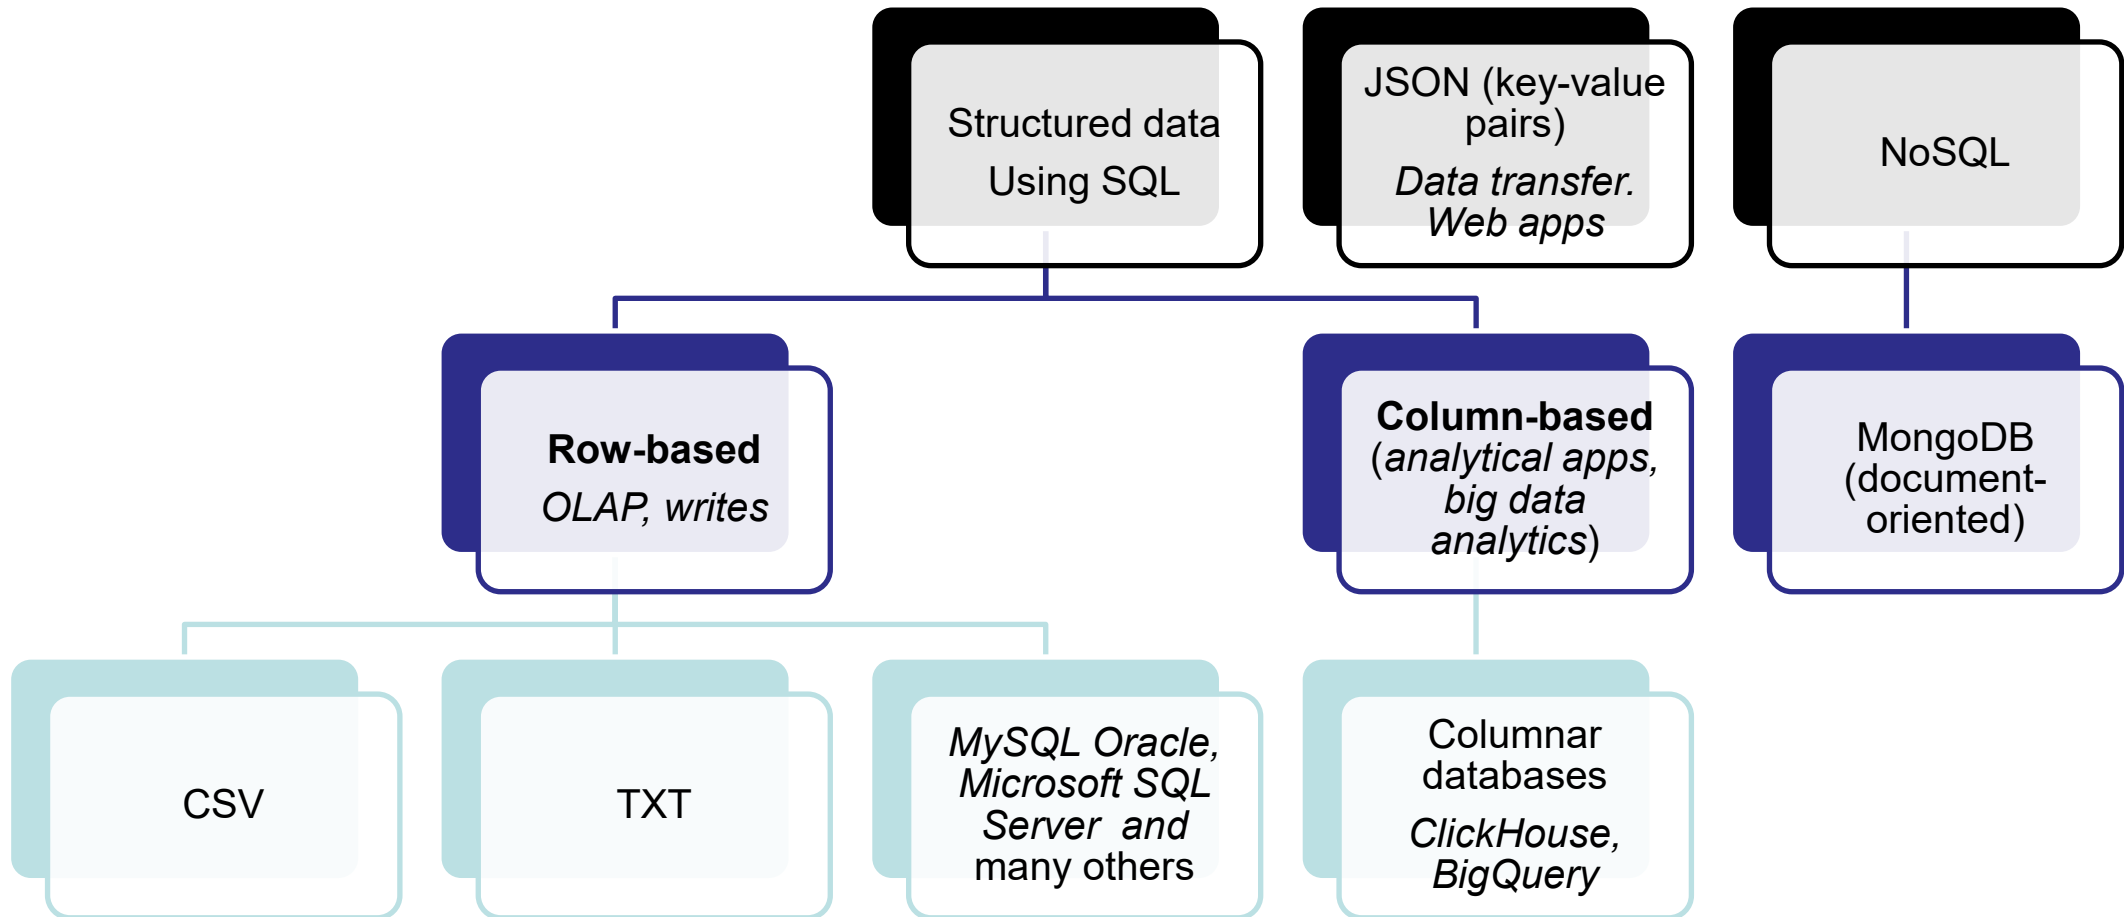 Structured data
Using SQL
JSON (key-value
pairs)
Data transfer.
Web apps
NoSQL
Row-based
OLAP, writes
Column-based
(analytical apps,
big data
analytics)
MongoDB
(document-
oriented)
CSV
TXT
MySQL Oracle,
Microsoft SQL
Server  and
many others
Columnar
databases
ClickHouse,
BigQuery